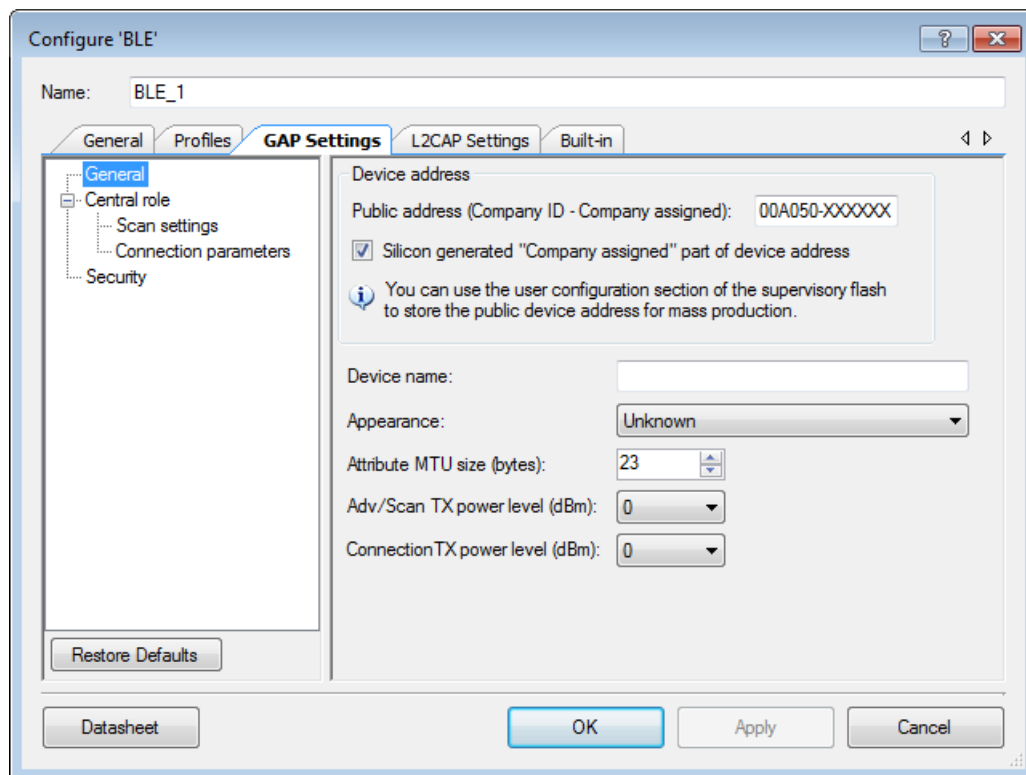 Configure 'BLE'
Name: BLE_1
General Profiles GAP Settings L2CAP Settings Built-in
General
Central role
Scan settings
Connection parameters
Security
Restore Defaults
Device address
Public address (Company ID - Company assigned): 00A050-XXXXXX
Silicon generated "Company assigned" part of device address
You can use the user configuration section of the supervisory flash
to store the public device address for mass production.
Device name:
Appearance: Unknown
Attribute MTU size (bytes): 23
Adv/Scan TX power level (dBm): 0
Connection TX power level (dBm): 0
Datasheet OK Apply Cancel